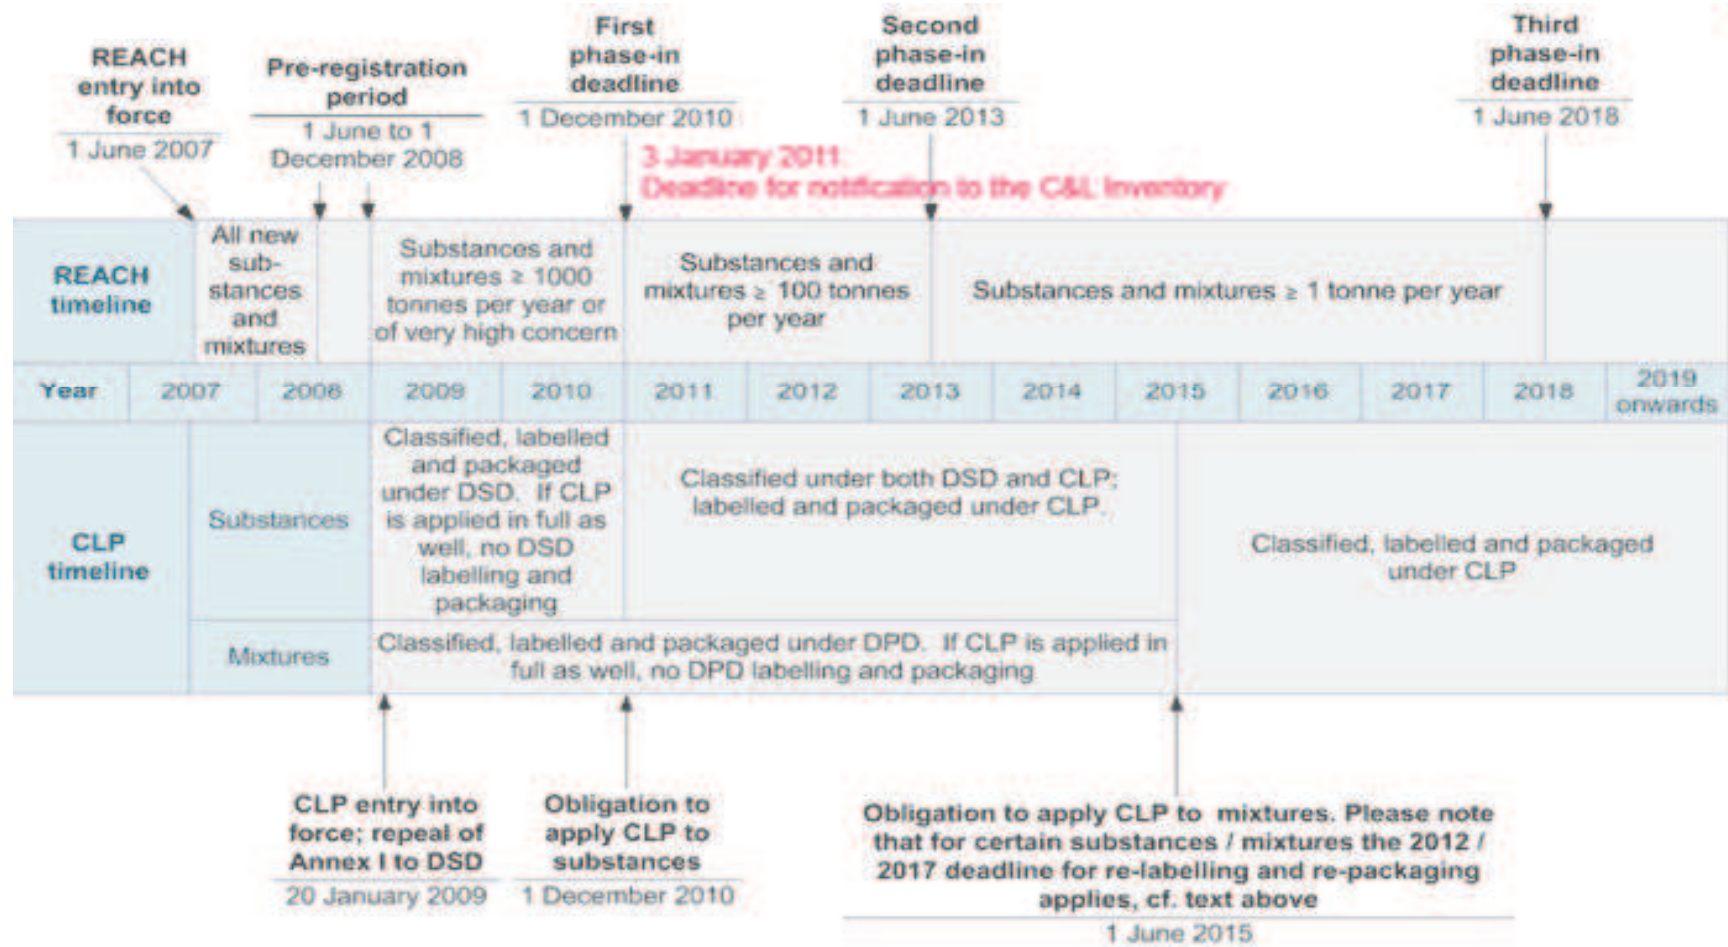 REACH
entry into
force
1 June 2007
Pre-registration
period
1 June to 1
December 2008
First
phase-in
deadline
1 December 2010
Second
phase-in
deadline
1 June 2013
Third
phase-in
deadline
1 June 2018
3 January 2011:
Deadline for notification to the C&L Inventory
REACH
timeline
All new
sub-
stances
and
mixtures
Substances and
mixtures ≥ 1000
tonnes per year or
of very high concern
Substances and
mixtures ≥ 100 tonnes
per year
Substances and mixtures ≥ 1 tonne per year
Year
2007
2008
2009
2010
2011
2012
2013
2014
2015
2016
2017
2018
2019
onwards
CLP
timeline
Substances
Classified, labelled
and packaged
under DSD. If CLP
is applied in full as
well, no DSD
labelling and
packaging
Classified under both DSD and CLP;
labelled and packaged under CLP.
Classified, labelled and packaged
under CLP
Mixtures
Classified, labelled and packaged under DPD. If CLP is applied in
full as well, no DPD labelling and packaging
CLP entry into
force; repeal of
Annex I to DSD
20 January 2009
Obligation to
apply CLP to
substances
1 December 2010
Obligation to apply CLP to mixtures. Please note
that for certain substances / mixtures the 2012 /
2017 deadline for re-labelling and re-packaging
applies, cf. text above
1 June 2015